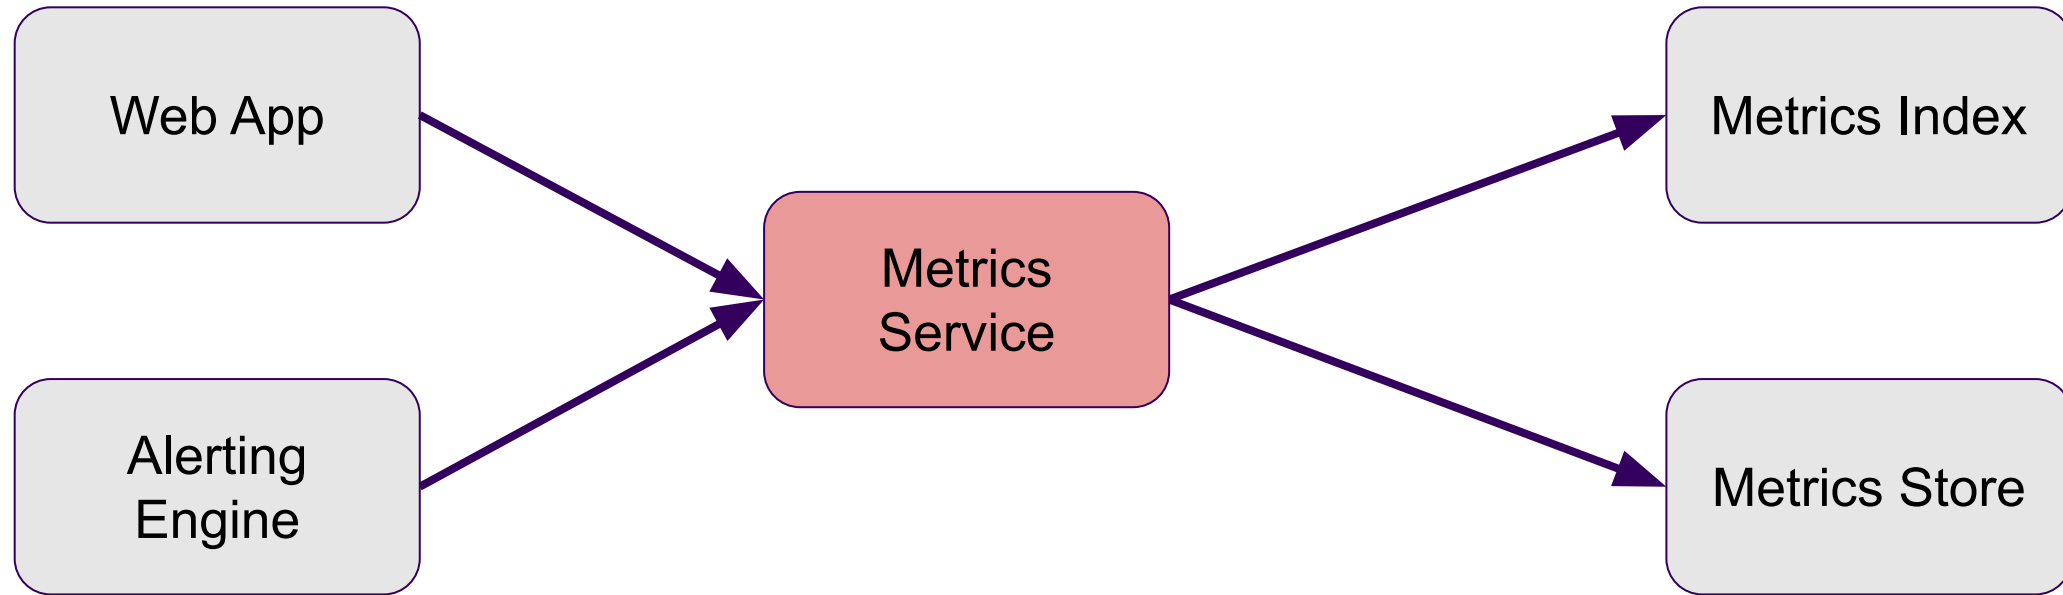 Web App
Alerting
Engine
Metrics
Service
Metrics Index
Metrics Store